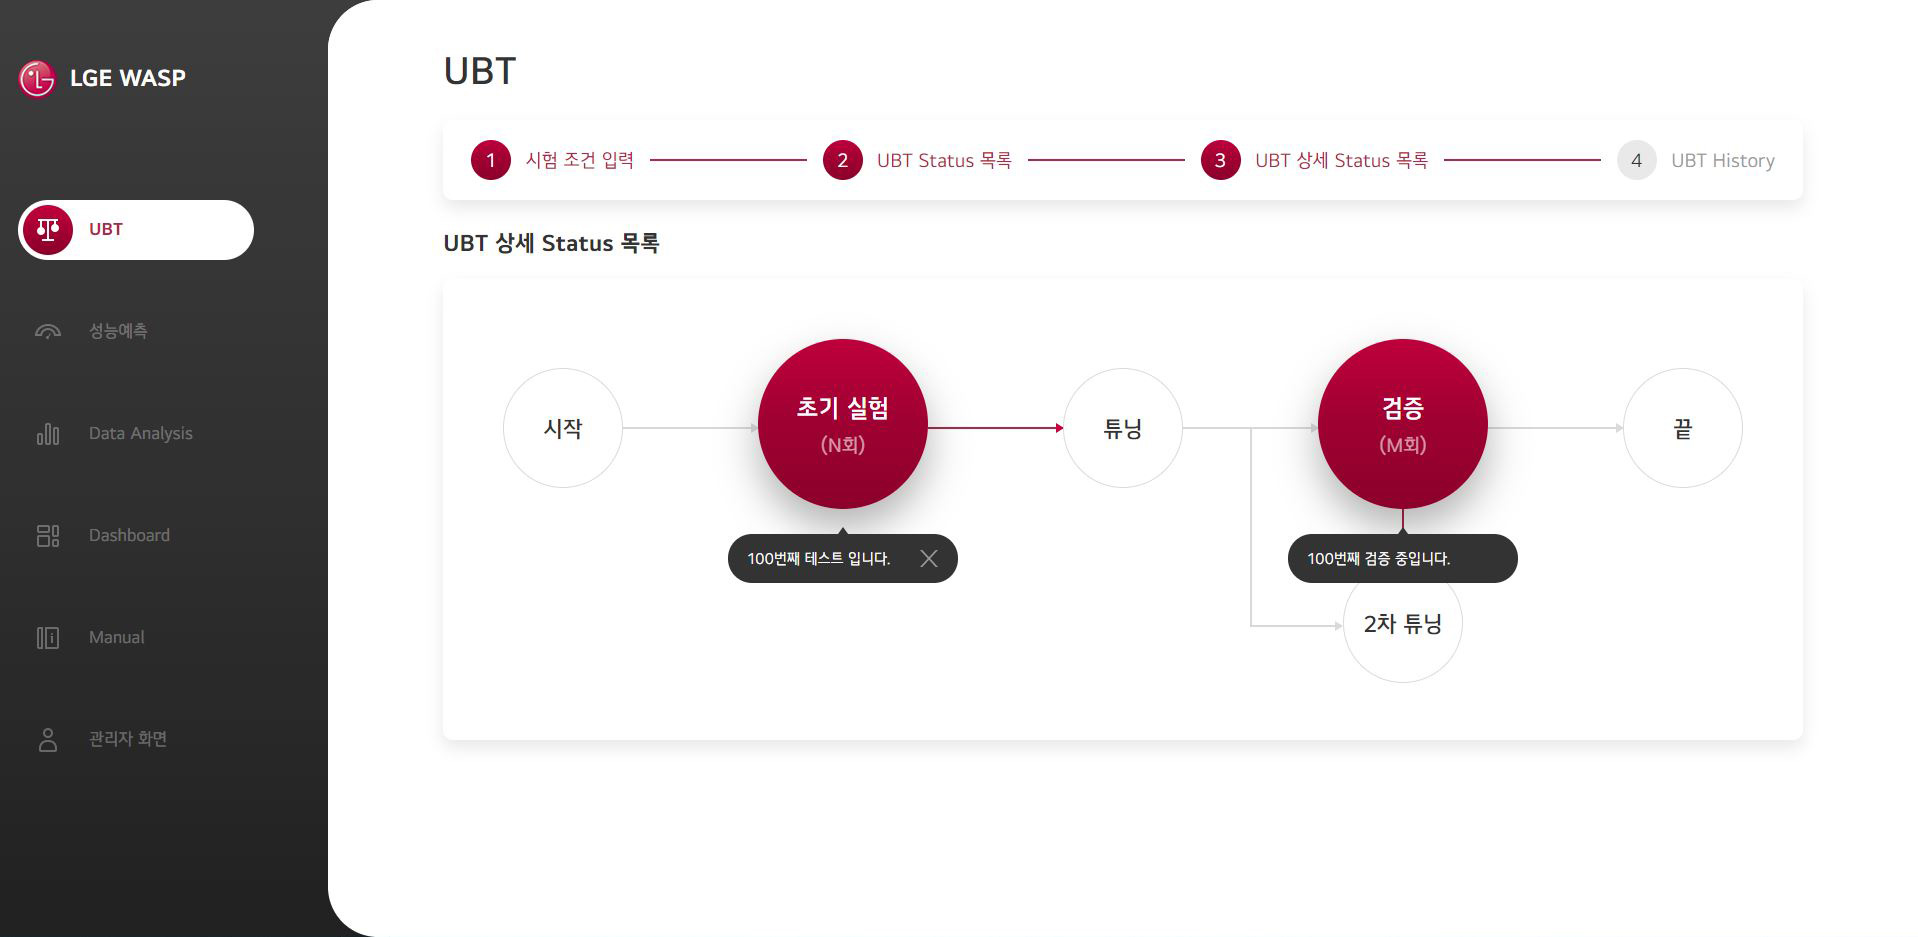 LGE WASP
UBT
성능예측
Data Analysis
Dashboard
Manual
관리자 화면
UBT
1 시험 조건 입력
2 UBT Status 목록
3 UBT 상세 Status 목록
4 UBT History
UBT 상세 Status 목록
시작
초기 실험
(N회)
튜닝
검증
(M회)
끝
100번째 테스트 입니다.
100번째 검증 중입니다.
2차 튜닝